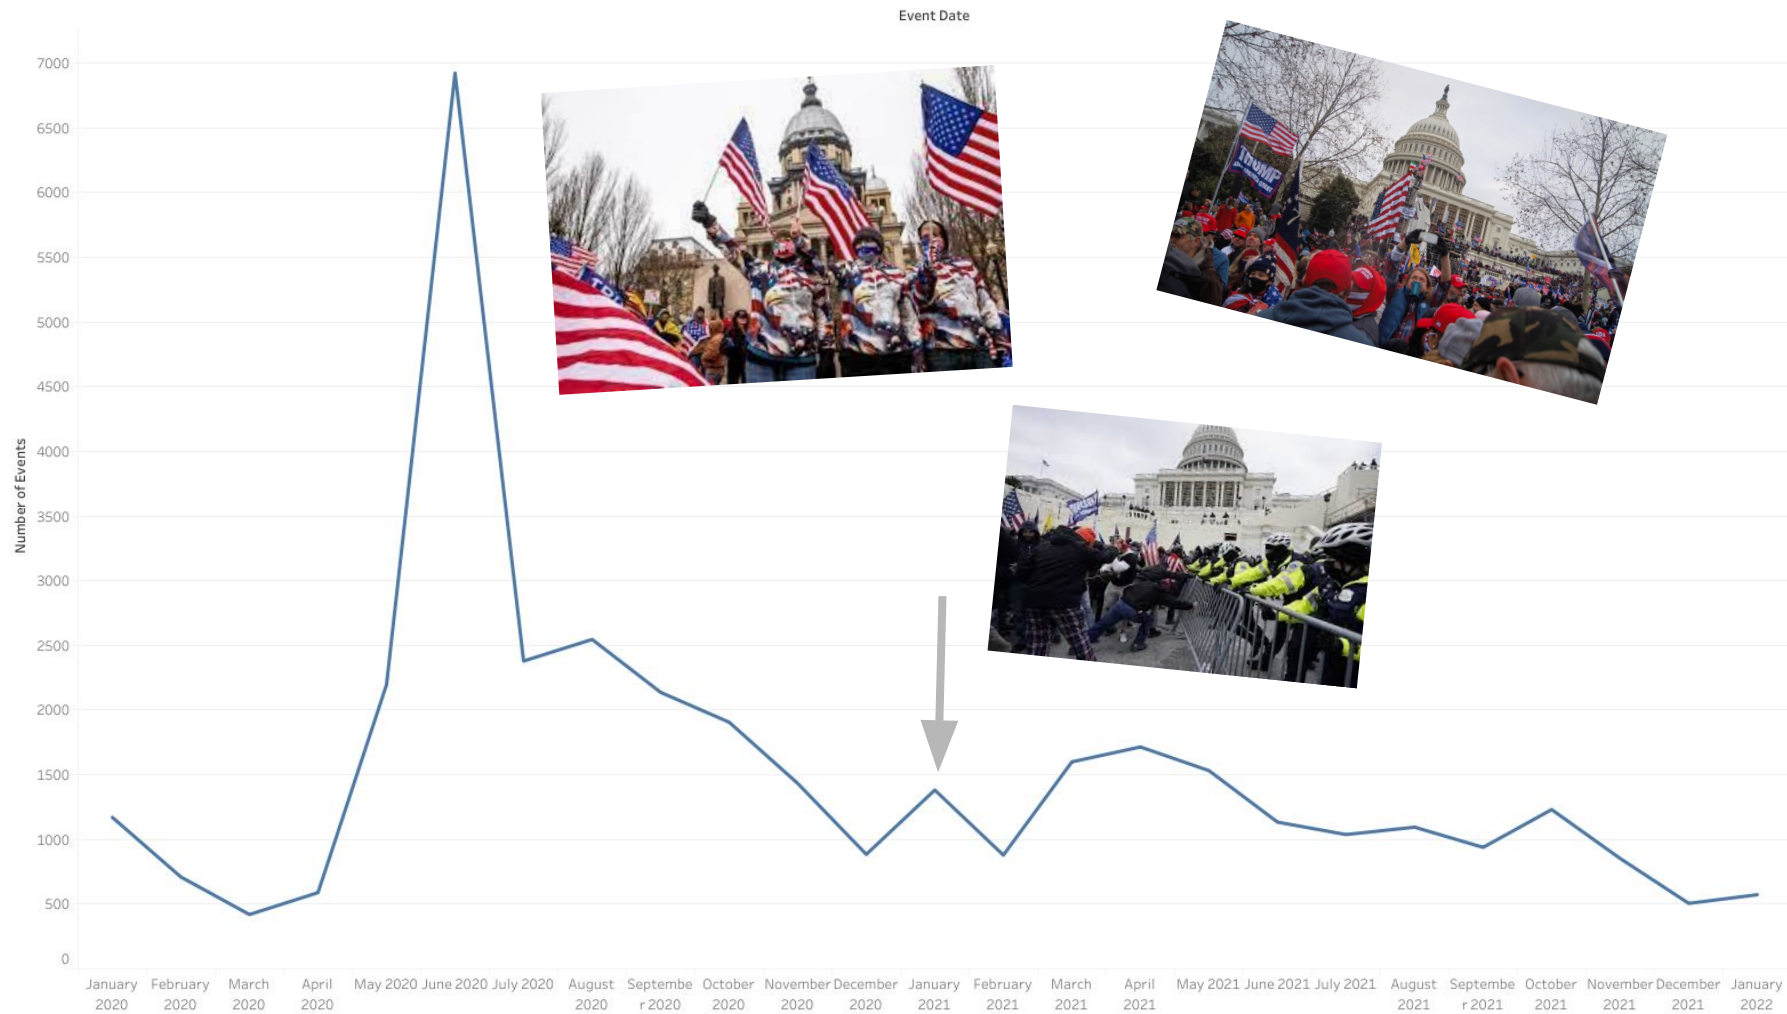 Event Date
7000
6500
6000
5500
5000
4500
4000
3500
3000
2500
2000
1500
1000
500
0
Number of Events
January 2020
February 2020
March 2020
April 2020
May 2020
June 2020
July 2020
August 2020
Septembe r 2020
October 2020
November 2020
December 2020
January 2021
February 2021
March 2021
April 2021
May 2021
June 2021
July 2021
August 2021
Septembe r 2021
October 2021
November 2021
December 2021
January 2022
TRUMP